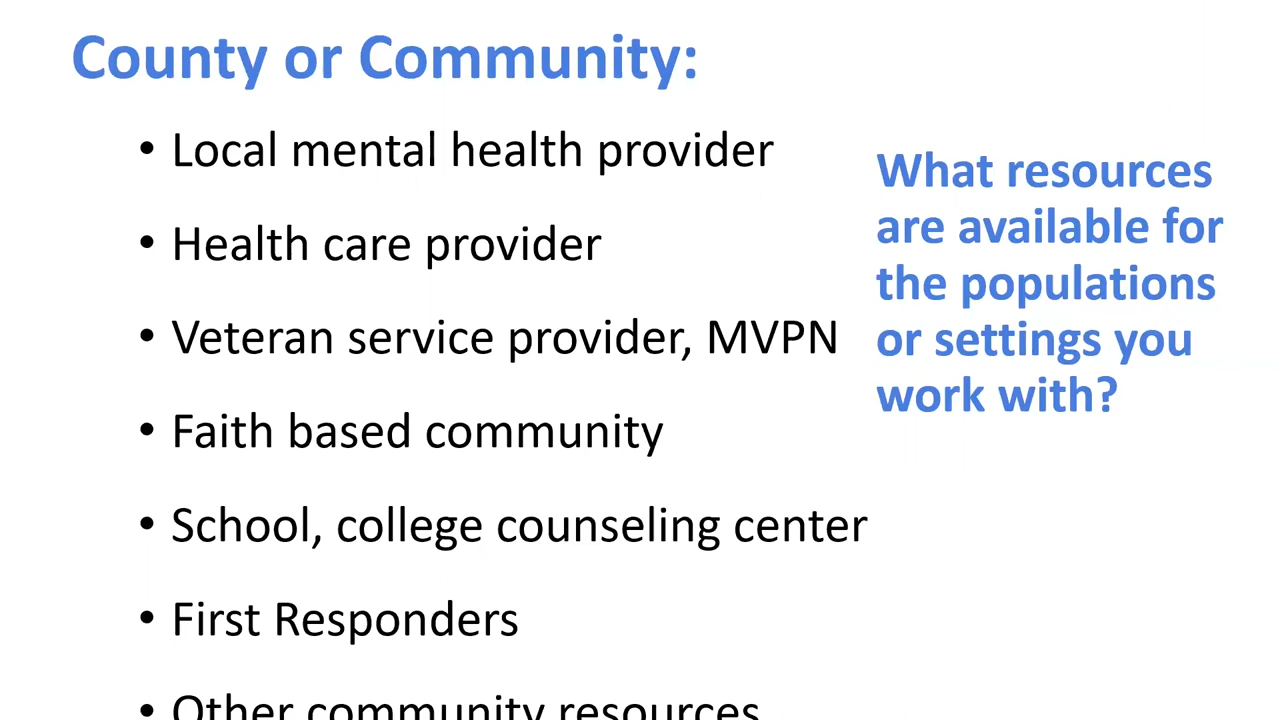 County or Community:
• Local mental health provider
• Health care provider
• Veteran service provider, MVPN
• Faith based community
• School, college counseling center
• First Responders
• Other community resources
What resources
are available for
the populations
or settings you
work with?